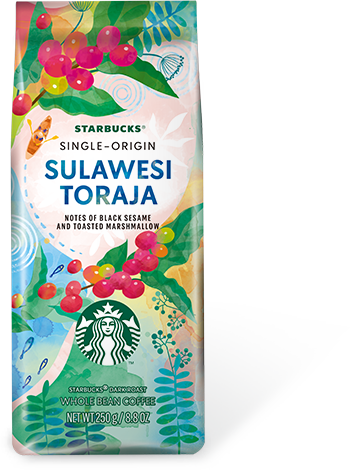 STARBUCKS®
SINGLE-ORIGIN
SULAWESI
TORAJA
NOTES OF BLACK SESAME
AND TOASTED MARSHMALLOW
STARBUCKS® DARK ROAST
WHOLE BEAN COFFEE
NET WT 250 g / 8.8 OZ